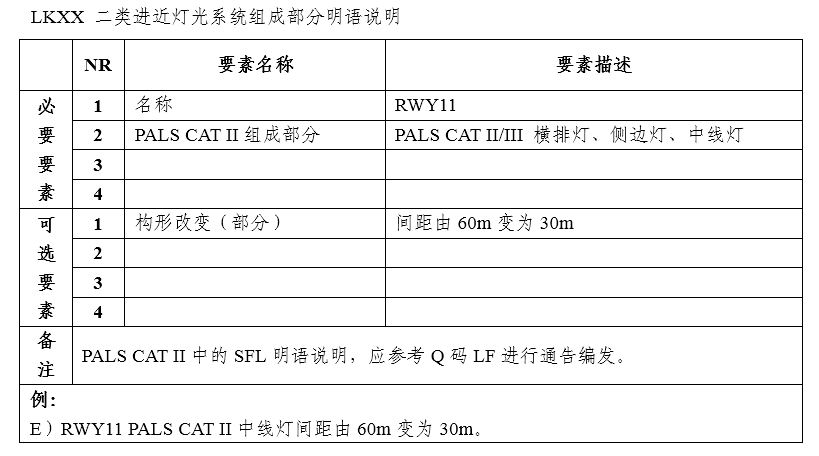 LKXX 二类进近灯光系统组成部分明语说明
NR 要素名称 要素描述
必要要素
1 名称 RWY11
2 PALS CAT II 组成部分 PALS CAT II/III 横排灯、侧边灯、中线灯
3
4
可选要素
1 构形改变（部分） 间距由 60m 变为 30m
2
3
4
备注 PALS CAT II 中的 SFL 明语说明，应参考 Q 码 LF 进行通告编发。
例：
E）RWY11 PALS CAT II 中线灯间距由 60m 变为 30m。